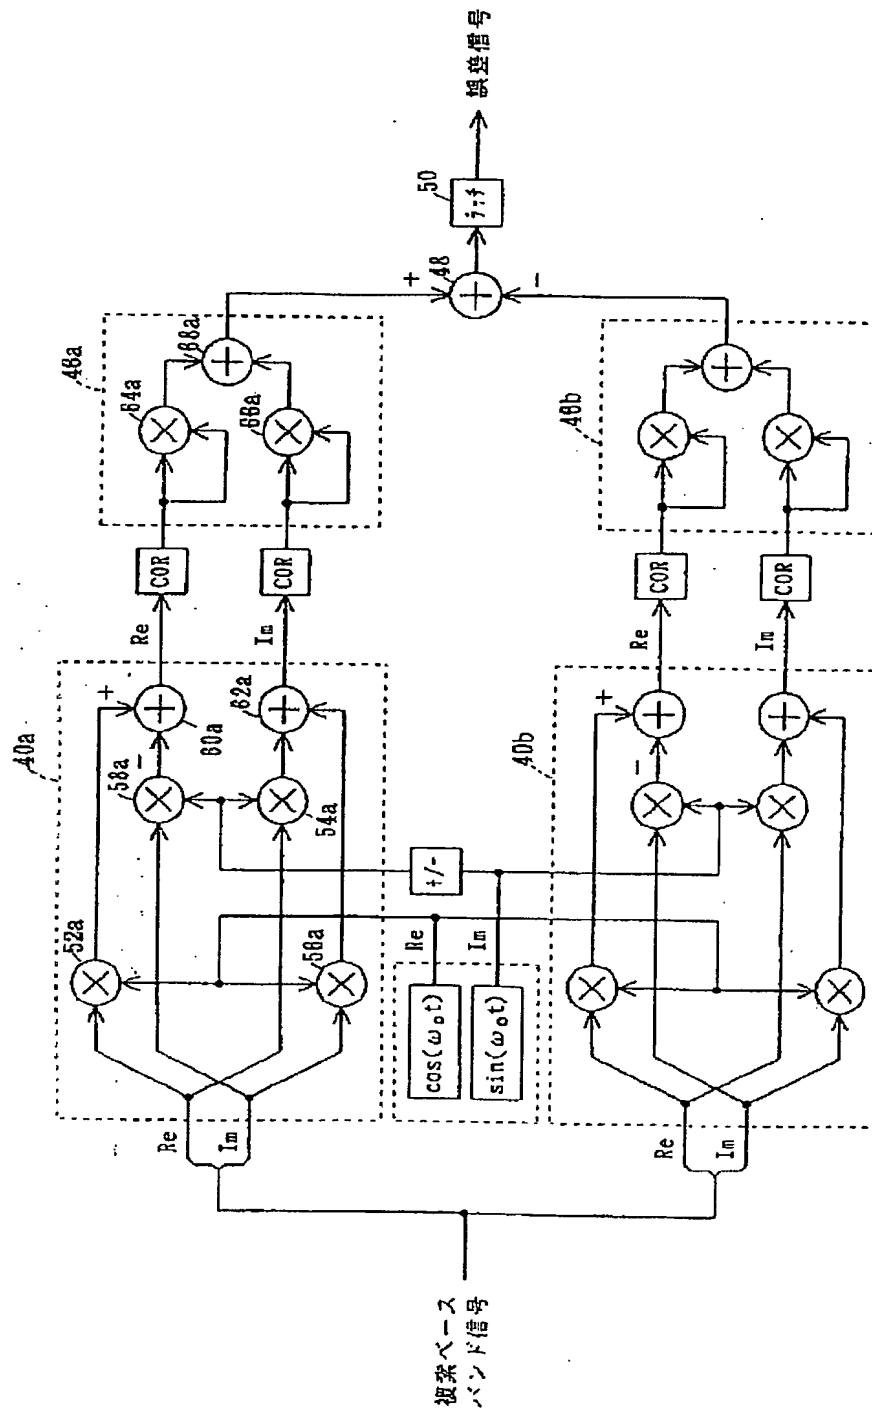 複素ベース
バンド信号
Re
Im
40a
52a
58a
−
+
60a
54a
62a
56a
Re
Im
COR
COR
46a
64a
66a
68a
cos(ω₀t)
sin(ω₀t)
Re
Im
+/-
+
48
−
50
ラッチ
誤差信号
Re
Im
40b
−
+
Re
Im
COR
COR
46b